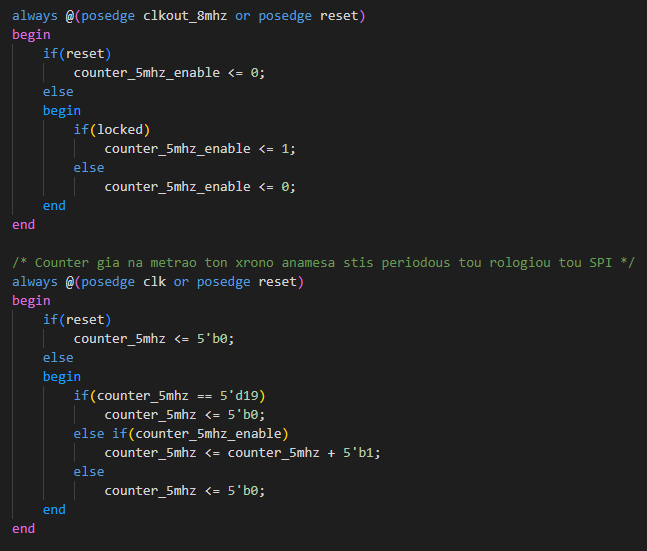 always @(posedge clkout_8mhz or posedge reset)
begin
    if(reset)
        counter_5mhz_enable <= 0;
    else
    begin
        if(locked)
            counter_5mhz_enable <= 1;
        else
            counter_5mhz_enable <= 0;
    end
end

/* Counter gia na metrao ton xrono anamesa stis periodous tou rologiou tou SPI */
always @(posedge clk or posedge reset)
begin
    if(reset)
        counter_5mhz <= 5'b0;
    else
    begin
        if(counter_5mhz == 5'd19)
            counter_5mhz <= 5'b0;
        else if(counter_5mhz_enable)
            counter_5mhz <= counter_5mhz + 5'b1;
        else
            counter_5mhz <= 5'b0;
    end
end